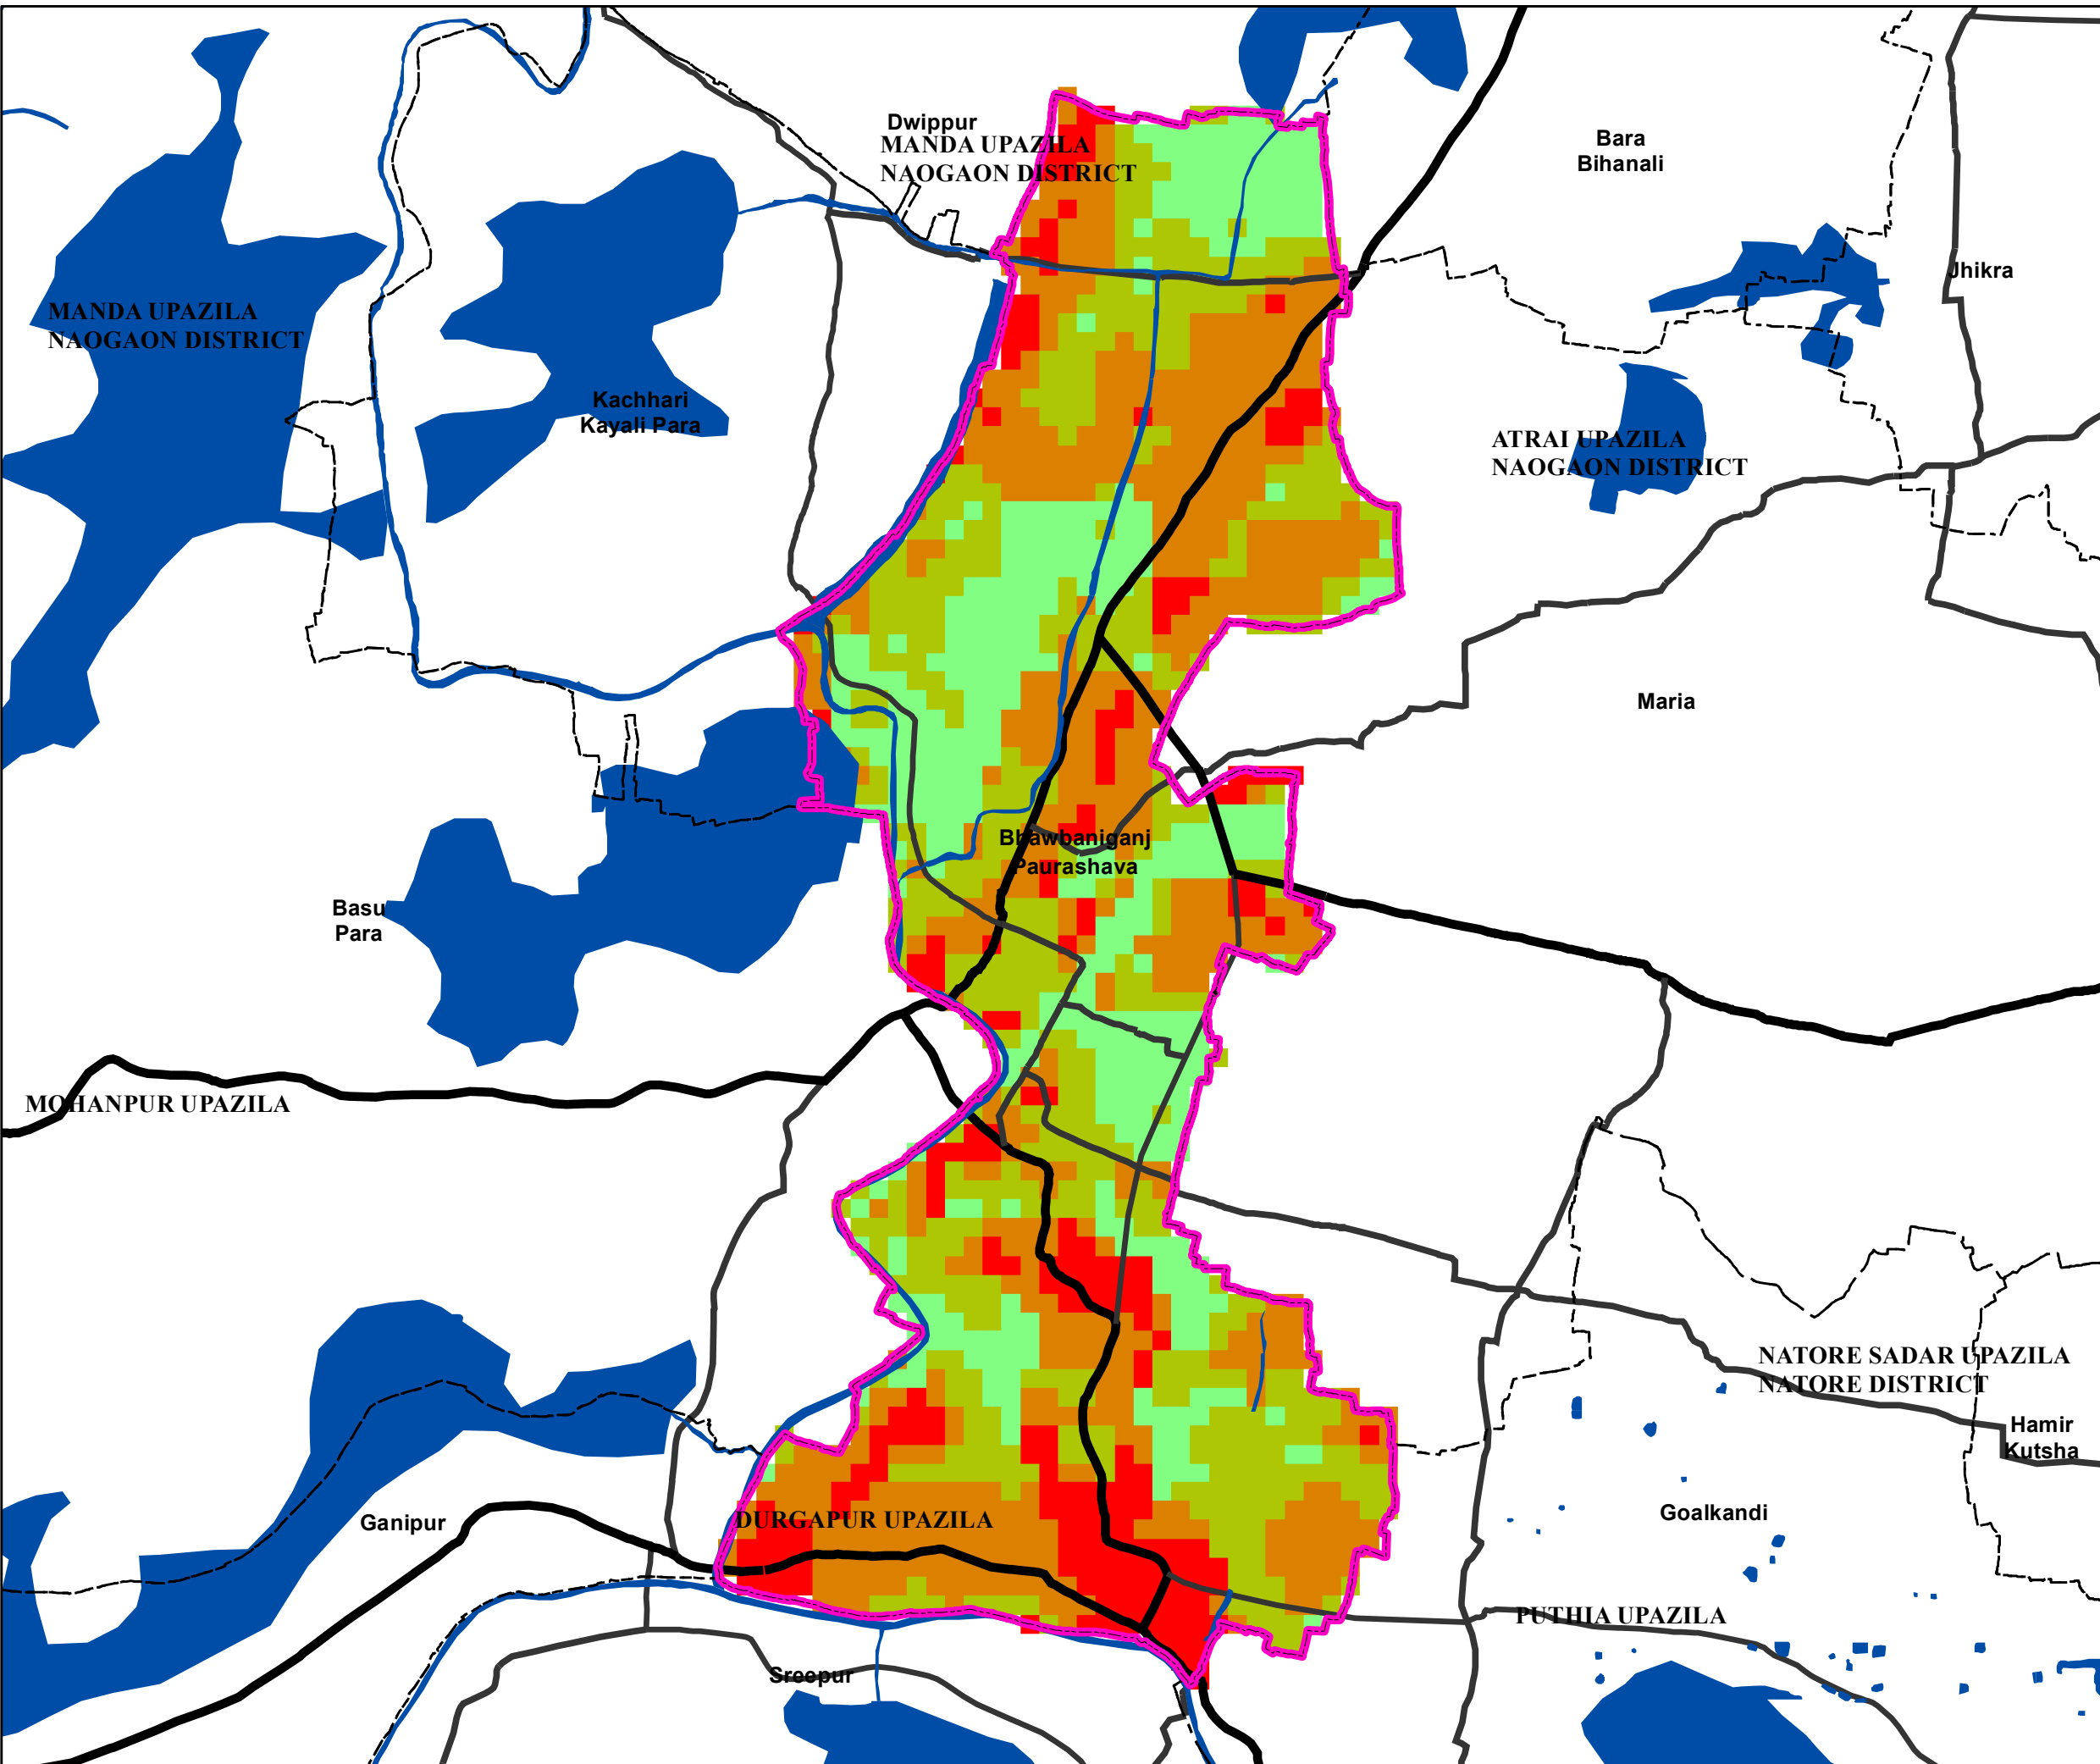 Dwippur
MANDA UPAZILA
NAOGAON DISTRICT
Bara
Bihanali
Jhikra
MANDA UPAZILA
NAOGAON DISTRICT
Kachhari
Kayali Para
ATRAI UPAZILA
NAOGAON DISTRICT
Maria
Bhawbaniganj
Paurashava
Basu
Para
MOHANPUR UPAZILA
NATORE SADAR UPAZILA
NATORE DISTRICT
Hamir
Kutsha
Ganipur
DURGAPUR UPAZILA
Goalkandi
PUTHIA UPAZILA
Sreepur